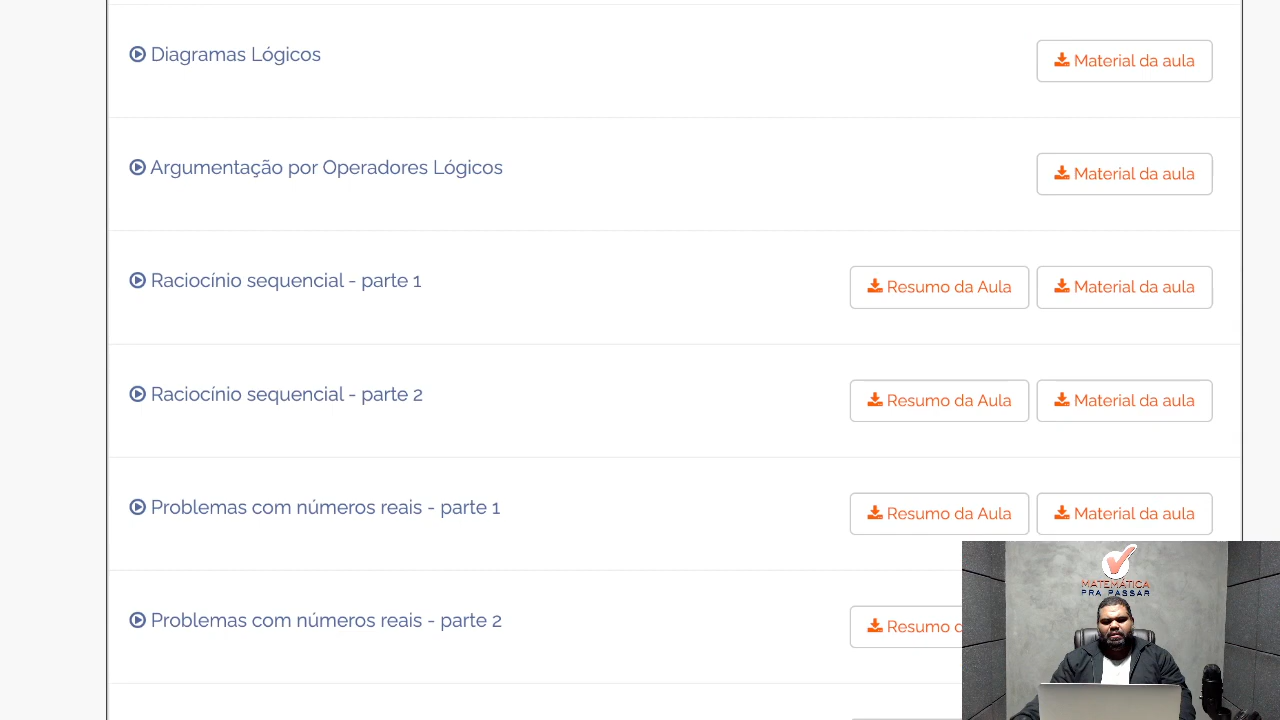 Diagramas Lógicos
Material da aula
Argumentação por Operadores Lógicos
Material da aula
Raciocínio sequencial - parte 1
Resumo da Aula
Material da aula
Raciocínio sequencial - parte 2
Resumo da Aula
Material da aula
Problemas com números reais - parte 1
Resumo da Aula
Material da aula
Problemas com números reais - parte 2
Resumo
MATEMÁTICA
PRA PASSAR